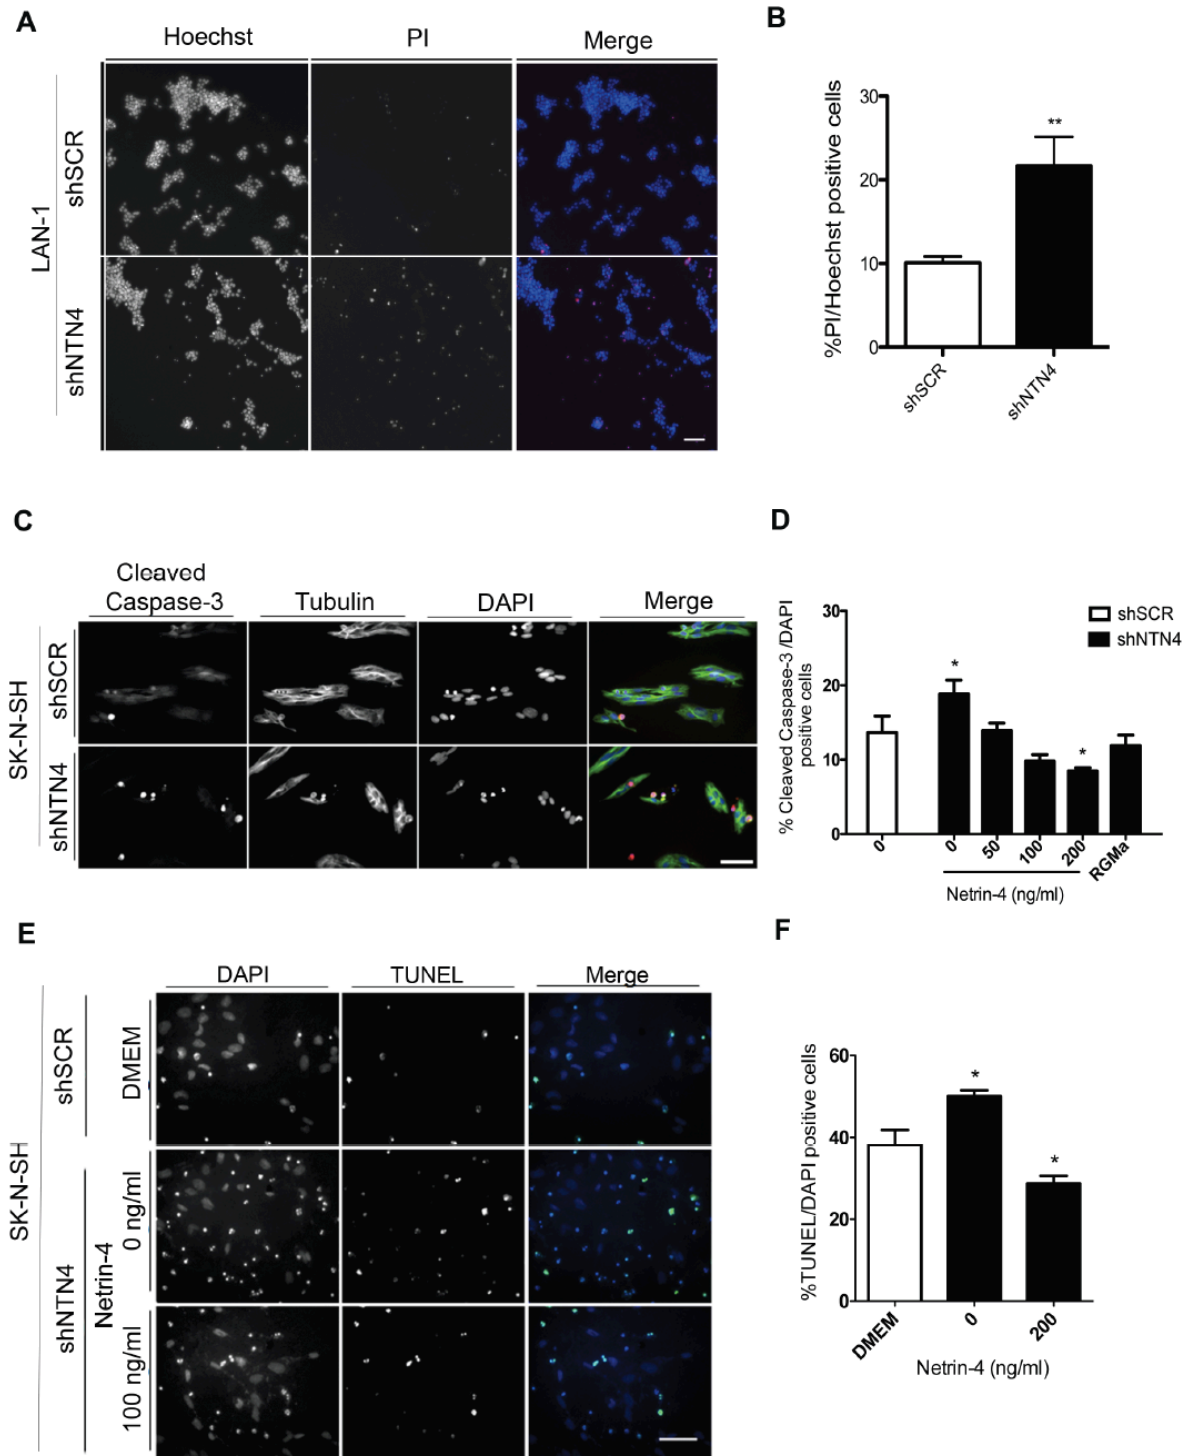 A
Hoechst
PI
Merge
LAN-1
shSCR
shNTN4
B
%PI/Hoechst positive cells
30
20
10
0
**
shSCR
shNTN4
C
Cleaved
Caspase-3
Tubulin
DAPI
Merge
SK-N-SH
shSCR
shNTN4
D
% Cleaved Caspase-3 /DAPI
positive cells
30
20
10
0
*
*
shSCR
shNTN4
0
0
50
100
200
RGMa
Netrin-4 (ng/ml)
E
DAPI
TUNEL
Merge
SK-N-SH
shSCR
DMEM
shNTN4
Netrin-4
0 ng/ml
100 ng/ml
F
%TUNEL/DAPI positive cells
60
40
20
0
*
*
DMEM
0
200
Netrin-4 (ng/ml)